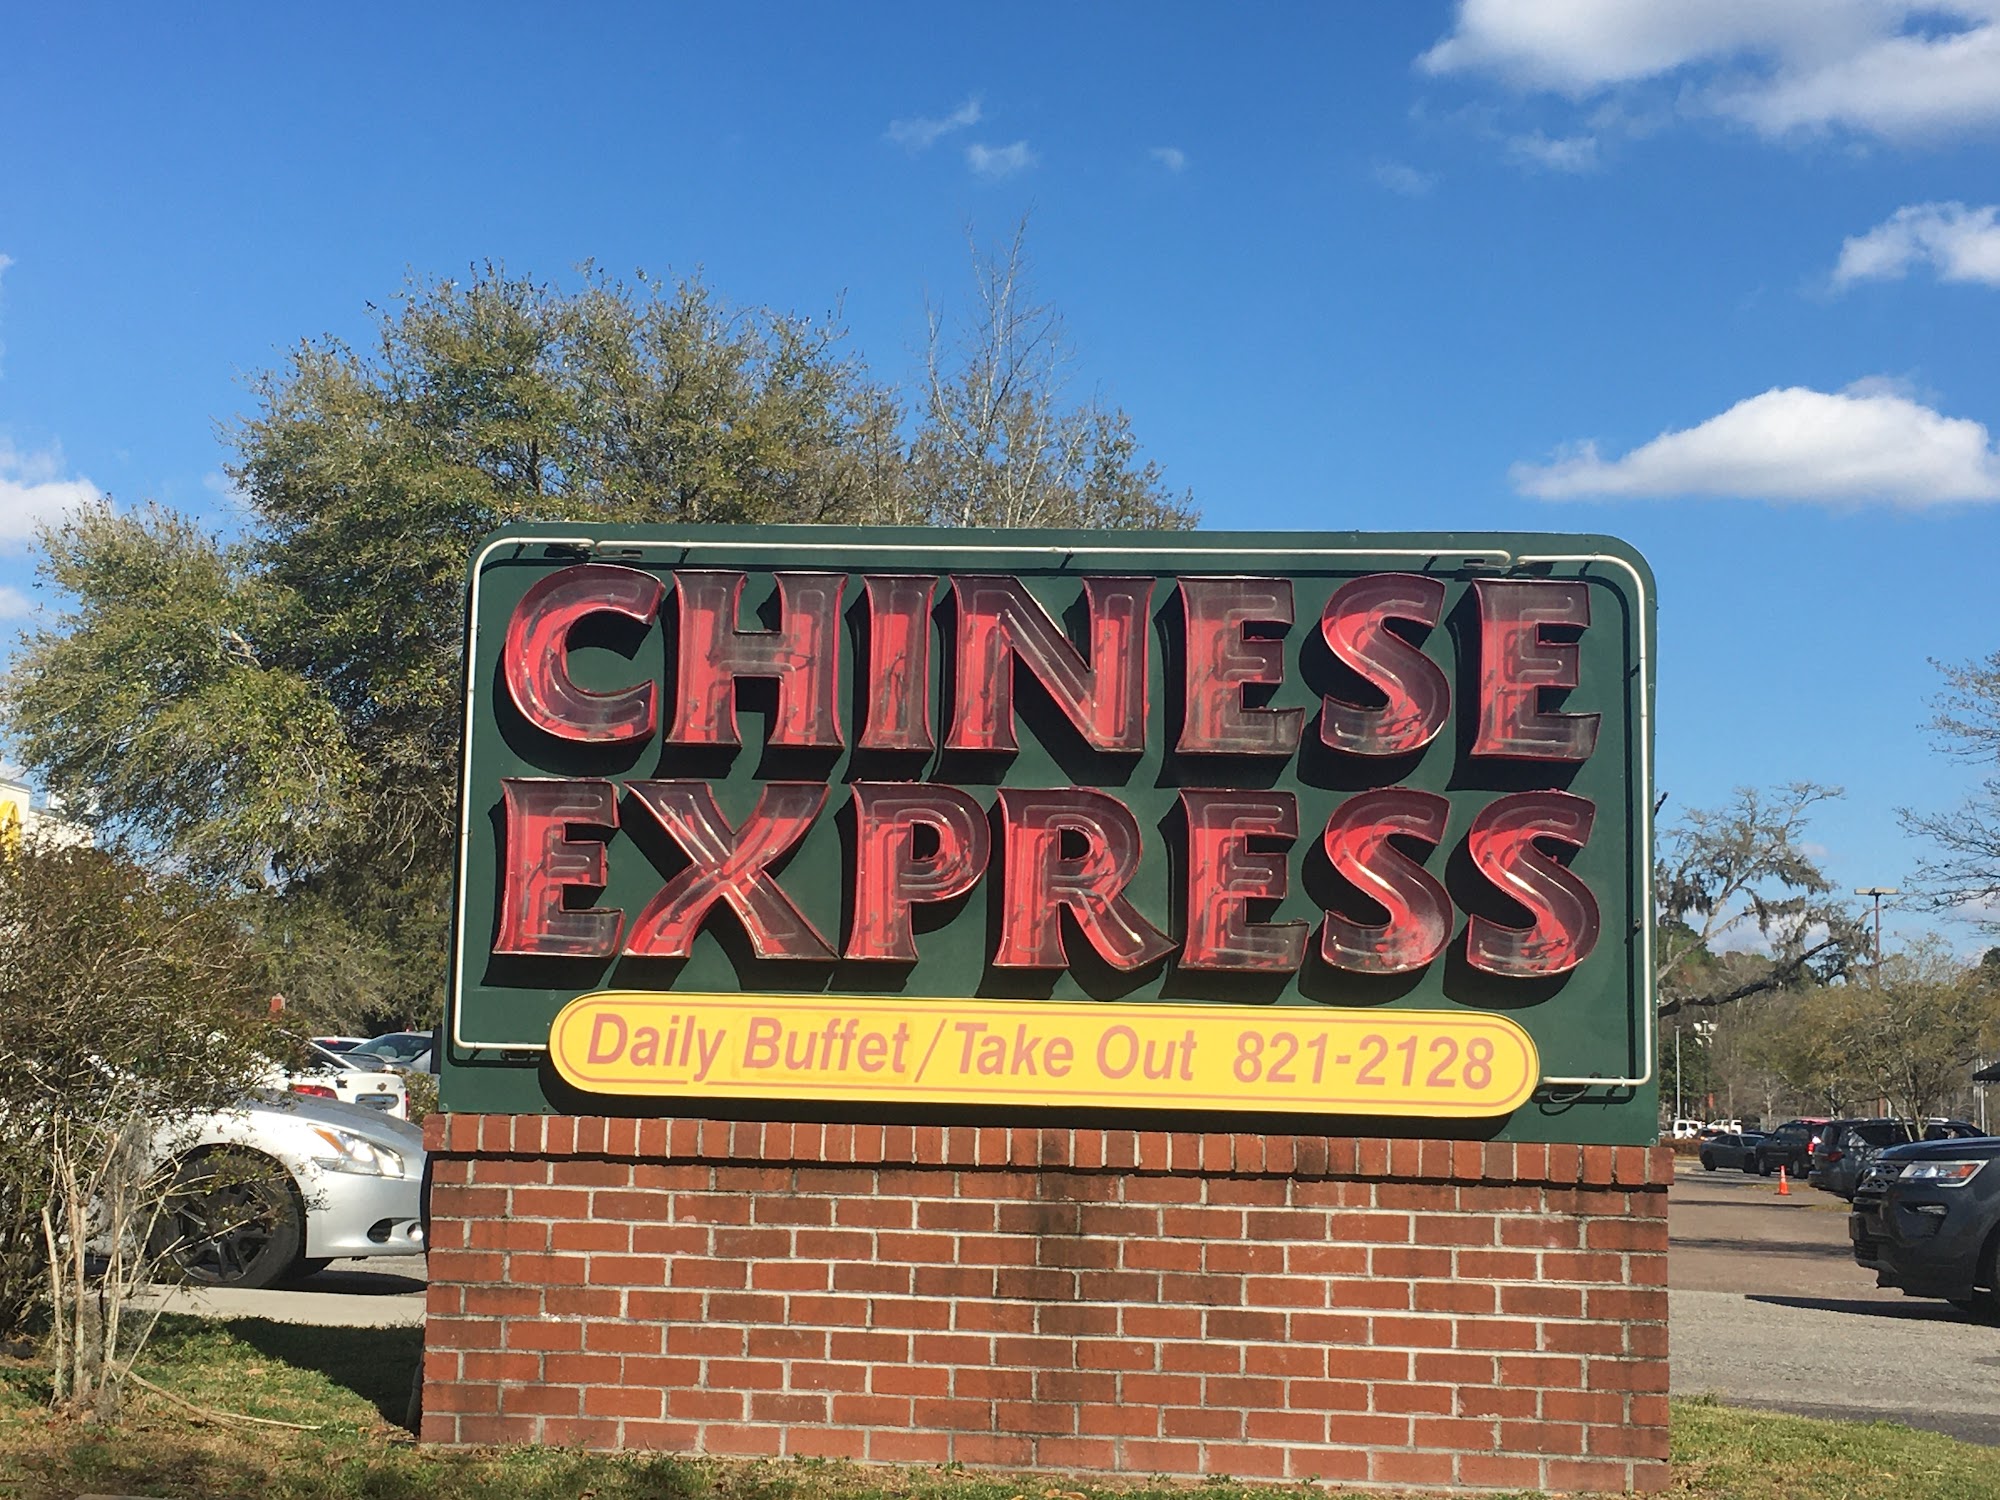 CHINESE
EXPRESS
Daily Buffet / Take Out 821-2128